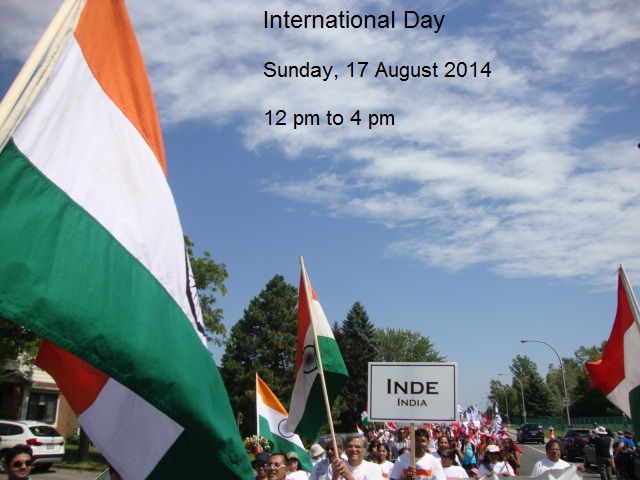 International Day
Sunday, 17 August 2014
12 pm to 4 pm
INDE
INDIA